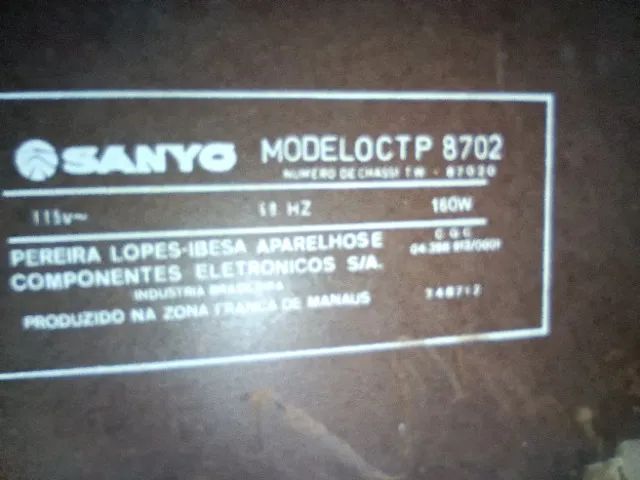 SANYO MODELO CTP 8702
NUMERO DE CHASSI TW - 87020
115V~ HZ 160W
PEREIRA LOPES-IBESA APARELHOS E
COMPONENTES ELETRONICOS S/A.
C G C
INDUSTRIA BRASILEIRA
PRODUZIDO NA ZONA FRANCA DE MANAUS